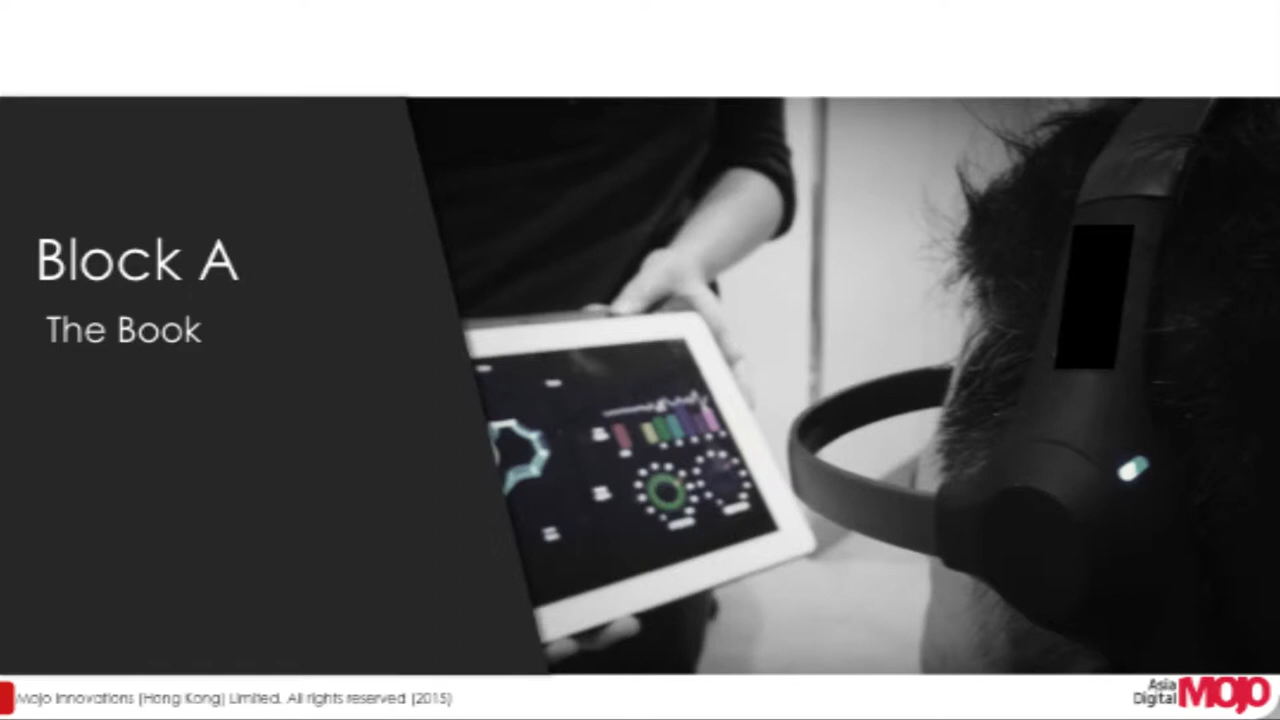 Block A
The Book
Mojo Innovations (Hong Kong) Limited. All rights reserved (2015)
Asia
Digital
MOJO